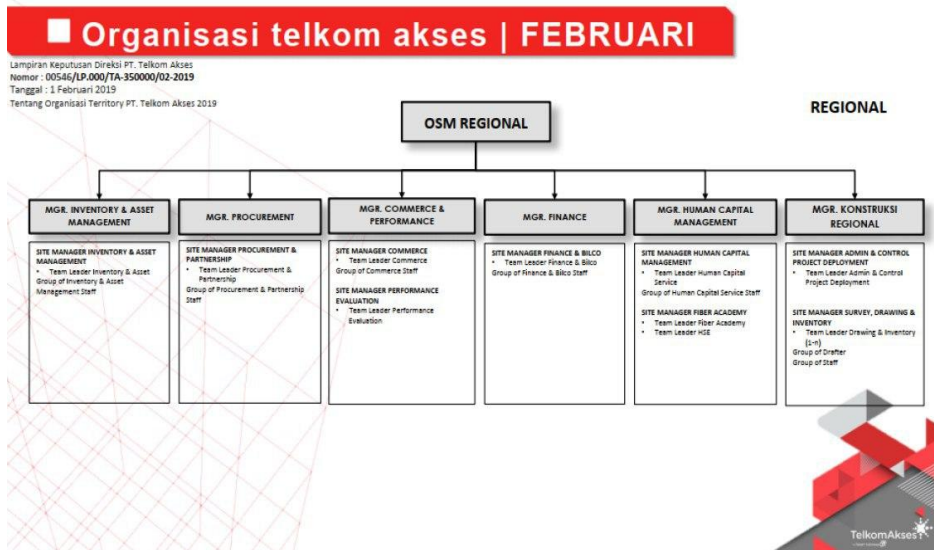 Organisasi telkom akses | FEBRUARI
Lampiran Keputusan Direksi PT. Telkom Akses
Nomor : 00546/LP.000/TA-350000/02-2019
Tanggal : 1 Februari 2019
Tentang Organisasi Territory PT. Telkom Akses 2019
REGIONAL
OSM REGIONAL
MGR. INVENTORY & ASSET
MANAGEMENT
SITE MANAGER INVENTORY & ASSET
MANAGEMENT
• Team Leader Inventory & Asset
Group of Inventory & Asset
Management Staff
MGR. PROCUREMENT
SITE MANAGER PROCUREMENT &
PARTNERSHIP
• Team Leader Procurement &
Partnership
Group of Procurement & Partnership
Staff
MGR. COMMERCE &
PERFORMANCE
SITE MANAGER COMMERCE
• Team Leader Commerce
Group of Commerce Staff
SITE MANAGER PERFORMANCE
EVALUATION
• Team Leader Performance
Evaluation
MGR. FINANCE
SITE MANAGER FINANCE & BILCO
• Team Leader Finance & Bilco
Group of Finance & Bilco Staff
MGR. HUMAN CAPITAL
MANAGEMENT
SITE MANAGER HUMAN CAPITAL
MANAGEMENT
• Team Leader Human Capital
Service
Group of Human Capital Service Staff
SITE MANAGER FIBER ACADEMY
• Team Leader Fiber Academy
• Team Leader HSE
MGR. KONSTRUKSI
REGIONAL
SITE MANAGER ADMIN & CONTROL
PROJECT DEPLOYMENT
• Team Leader Admin & Control
Project Deployment
SITE MANAGER SURVEY, DRAWING &
INVENTORY
• Team Leader Drawing & Inventory
(1-n)
Group of Drafter
Group of Staff
TelkomAkses